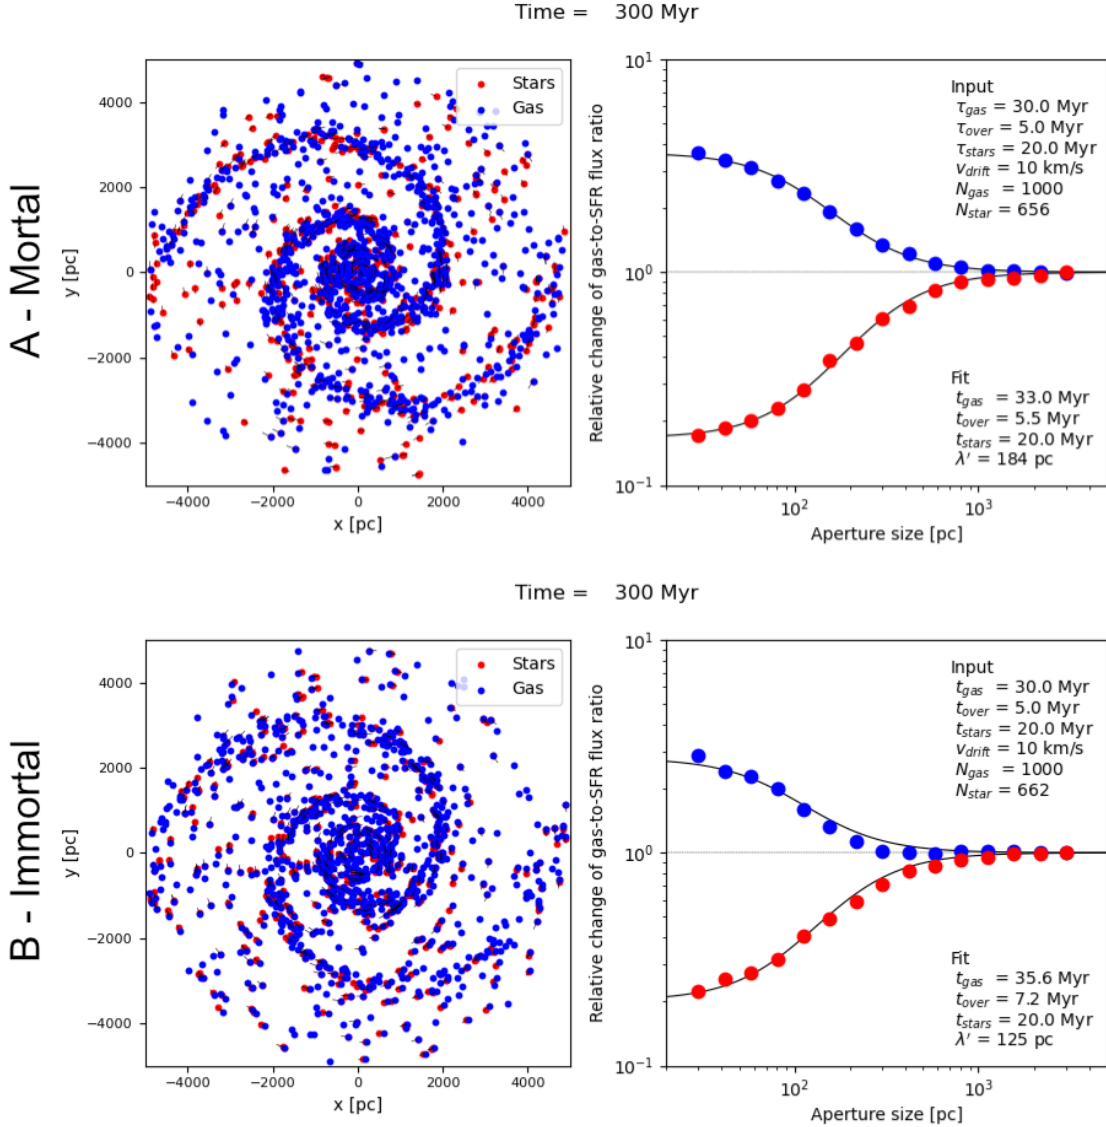 Time = 300 Myr
A - Mortal
y [pc]
4000
2000
0
−2000
−4000
Stars
Gas
−4000 −2000 0 2000 4000
x [pc]
Relative change of gas-to-SFR flux ratio
10¹
10⁰
10⁻¹
Input
τgas = 30.0 Myr
τover = 5.0 Myr
τstars = 20.0 Myr
vdrift = 10 km/s
Ngas = 1000
Nstar = 656
Fit
tgas = 33.0 Myr
tover = 5.5 Myr
tstars = 20.0 Myr
λ′ = 184 pc
10² 10³
Aperture size [pc]
Time = 300 Myr
B - Immortal
y [pc]
4000
2000
0
−2000
−4000
Stars
Gas
−4000 −2000 0 2000 4000
x [pc]
Relative change of gas-to-SFR flux ratio
10¹
10⁰
10⁻¹
Input
tgas = 30.0 Myr
tover = 5.0 Myr
tstars = 20.0 Myr
vdrift = 10 km/s
Ngas = 1000
Nstar = 662
Fit
tgas = 35.6 Myr
tover = 7.2 Myr
tstars = 20.0 Myr
λ′ = 125 pc
10² 10³
Aperture size [pc]